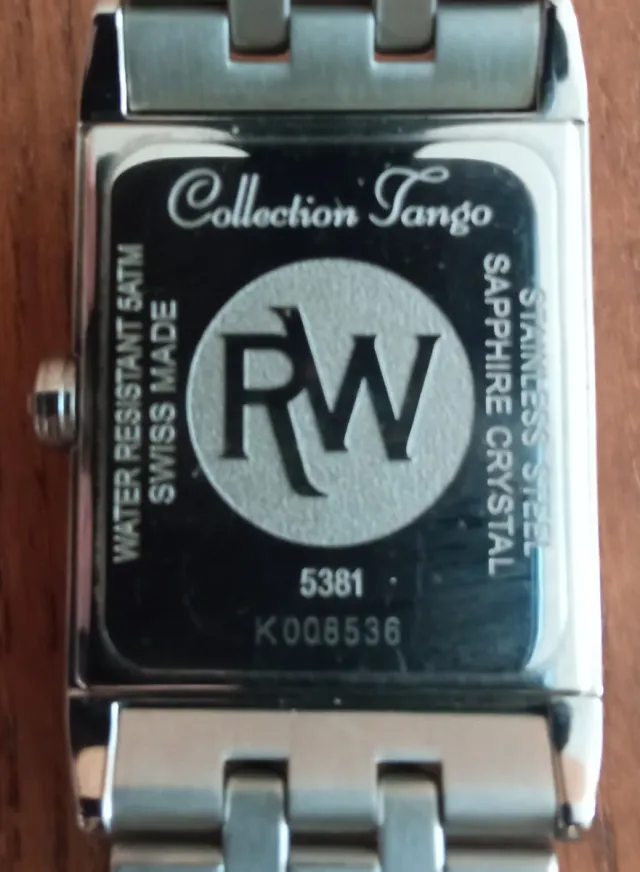 Collection Tango
WATER RESISTANT 5ATM
SWISS MADE
RW
STAINLESS STEEL
SAPPHIRE CRYSTAL
5381
K008536